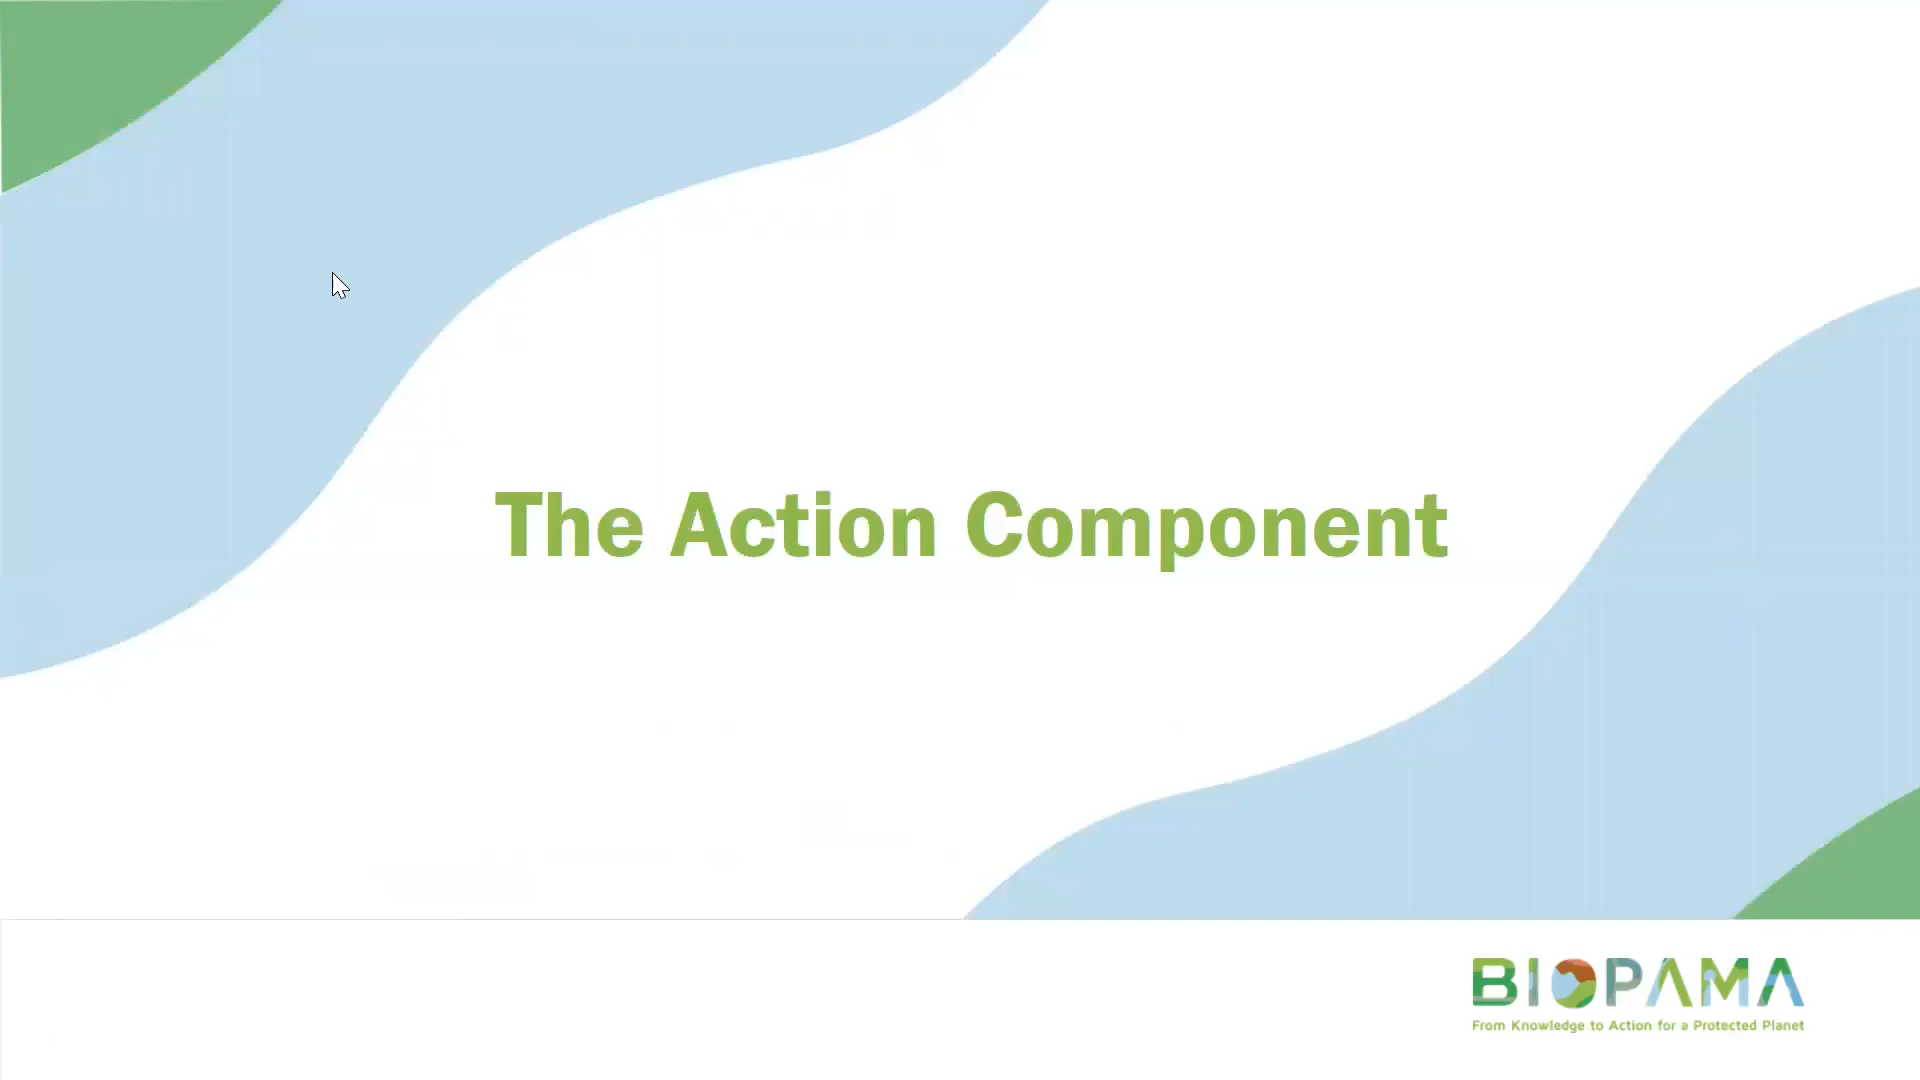 The Action Component
BIOPAMA
From Knowledge to Action for a Protected Planet